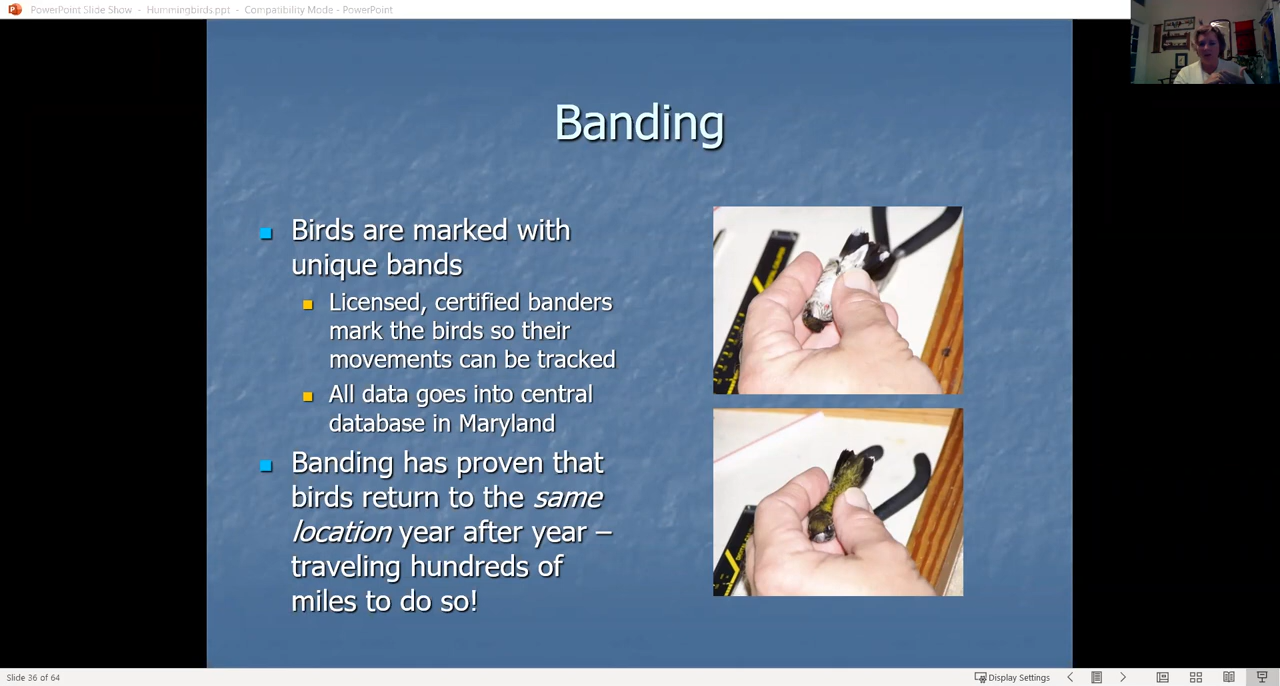 PowerPoint Slide Show - Hummingbirds.ppt - Compatibility Mode - PowerPoint
Banding
Birds are marked with
unique bands
Licensed, certified banders
mark the birds so their
movements can be tracked
All data goes into central
database in Maryland
Banding has proven that
birds return to the same
location year after year –
traveling hundreds of
miles to do so!
Slide 36 of 64
Display Settings